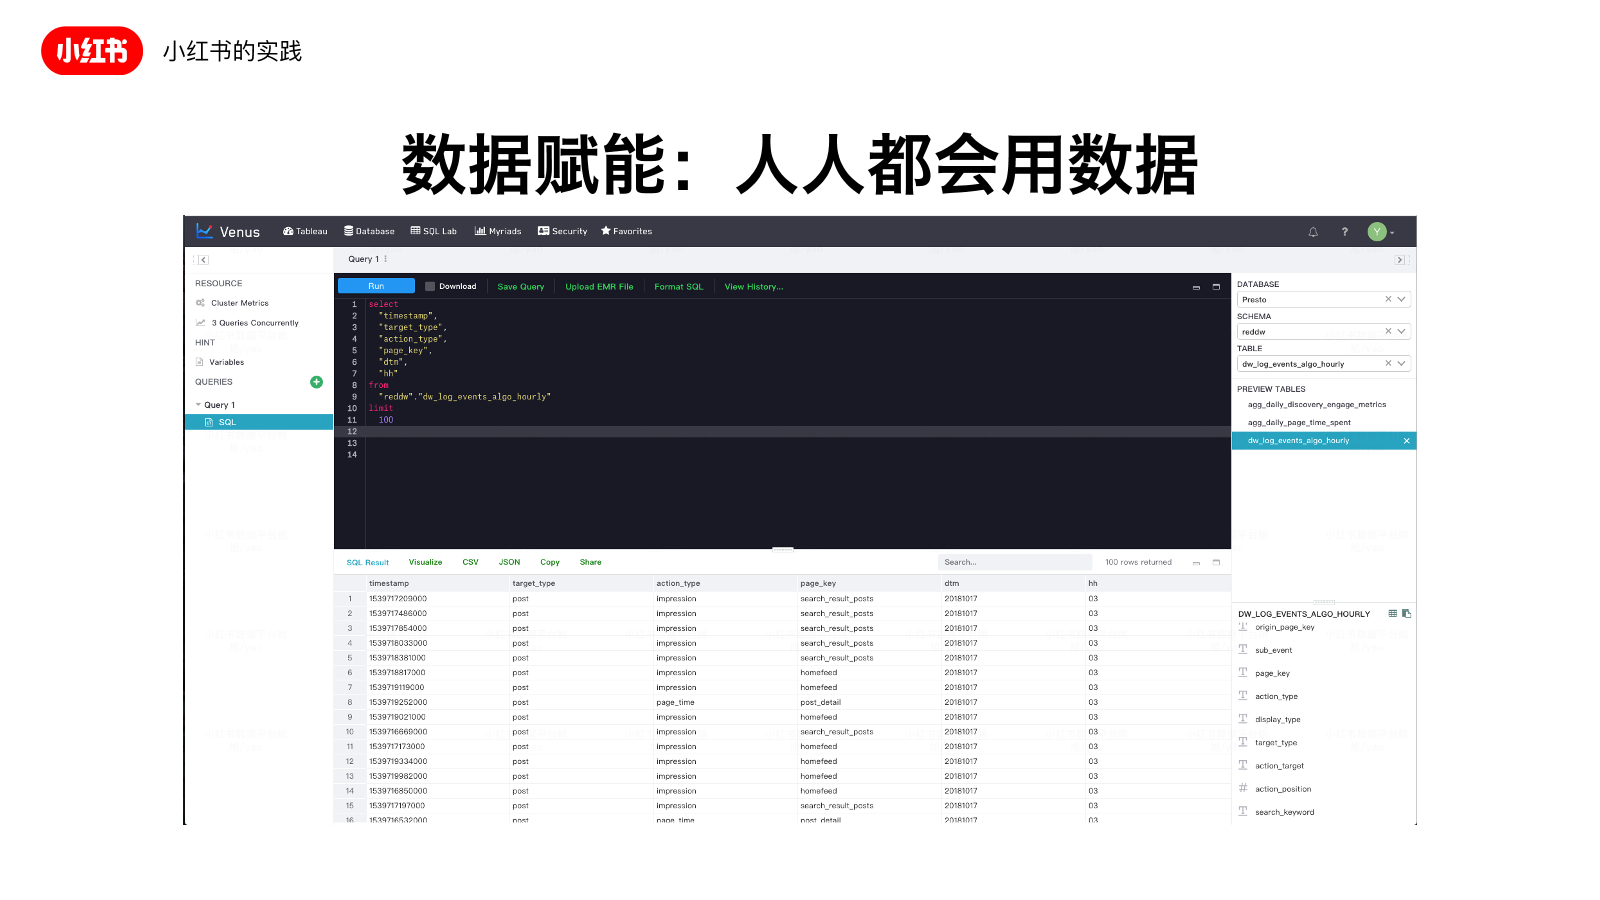 小红书 小红书的实践
数据赋能：人人都会用数据
Venus Tableau Database SQL Lab Myriads Security Favorites ? Y
Query 1
RESOURCE
Cluster Metrics
3 Queries Concurrently
HINT
Variables
QUERIES
Query 1
SQL
Run Download Save Query Upload EMR File Format SQL View History...
1 select
2 "timestamp",
3 "target_type",
4 "action_type",
5 "page_key",
6 "dtm",
7 "hh"
8 from
9 "reddw"."dw_log_events_algo_hourly"
10 limit
11 100
12
13
14
SQL Result Visualize CSV JSON Copy Share Search... 100 rows returned
timestamp target_type action_type page_key dtm hh
1 1539717209000 post impression search_result_posts 20181017 03
2 1539717486000 post impression search_result_posts 20181017 03
3 1539717854000 post impression search_result_posts 20181017 03
4 1539718033000 post impression search_result_posts 20181017 03
5 1539718381000 post impression search_result_posts 20181017 03
6 1539718817000 post impression homefeed 20181017 03
7 1539719119000 post impression homefeed 20181017 03
8 1539719252000 post page_time post_detail 20181017 03
9 1539719021000 post impression homefeed 20181017 03
10 1539716669000 post impression search_result_posts 20181017 03
11 1539717173000 post impression homefeed 20181017 03
12 1539719334000 post impression homefeed 20181017 03
13 1539719982000 post impression homefeed 20181017 03
14 1539716850000 post impression homefeed 20181017 03
15 1539717197000 post impression search_result_posts 20181017 03
16 1539716532000 post page_time post_detail 20181017 03
DATABASE
Presto
SCHEMA
reddw
TABLE
dw_log_events_algo_hourly
PREVIEW TABLES
agg_daily_discovery_engage_metrics
agg_daily_page_time_spent
dw_log_events_algo_hourly
DW_LOG_EVENTS_ALGO_HOURLY
origin_page_key
sub_event
page_key
action_type
display_type
target_type
action_target
action_position
search_keyword